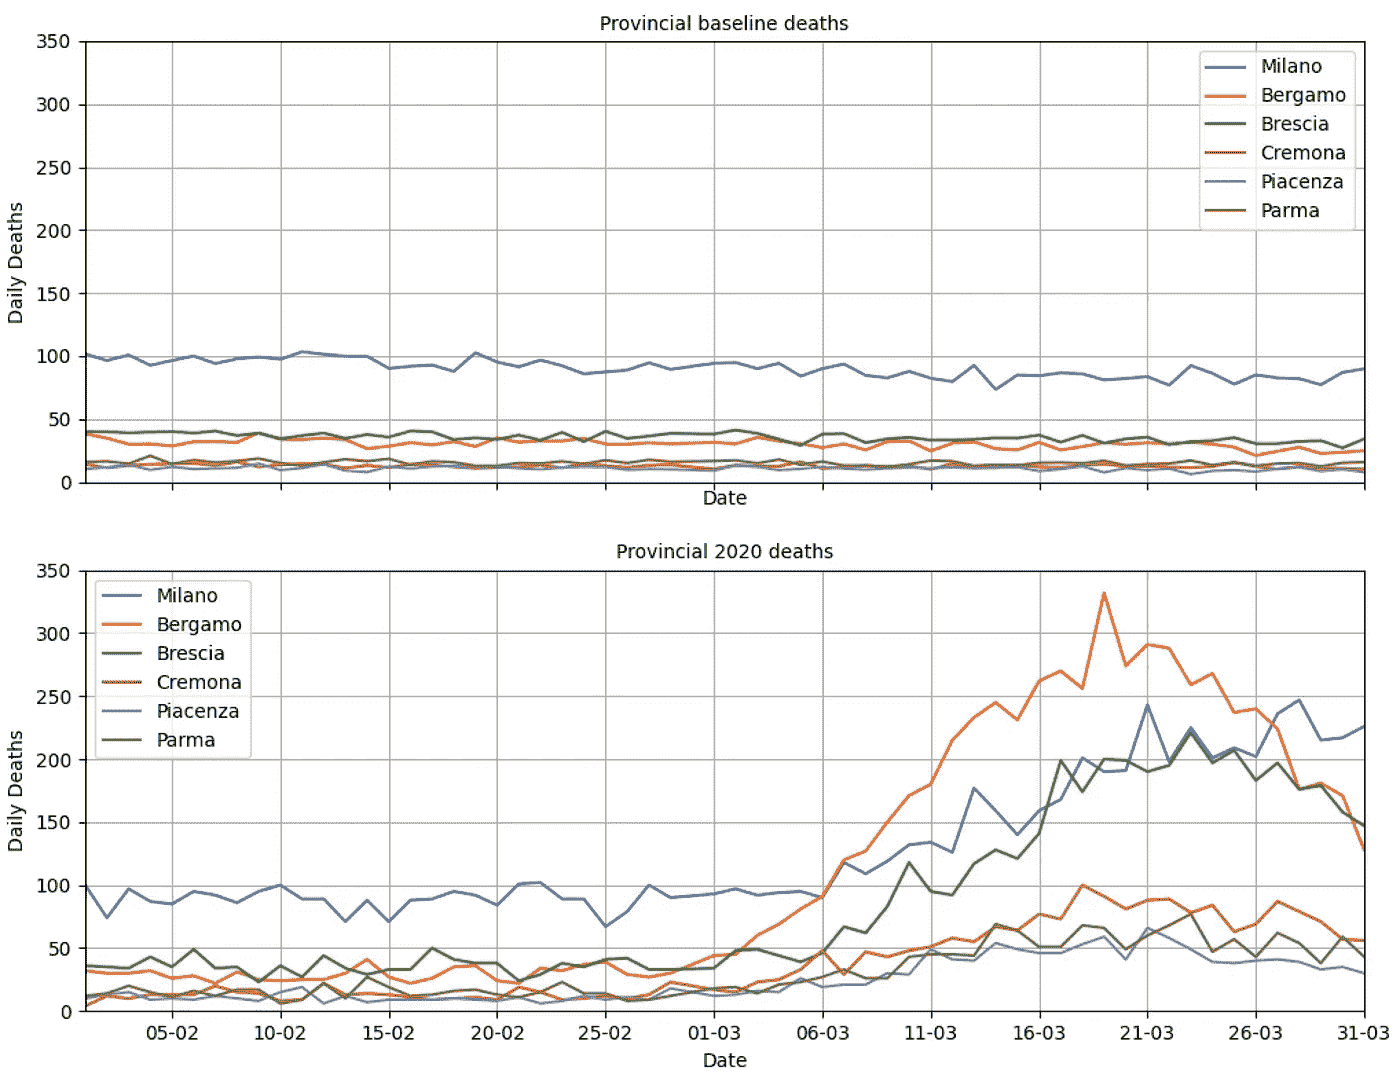 Provincial baseline deaths
350
300
250
200
150
100
50
0
Daily Deaths
Milano
Bergamo
Brescia
Cremona
Piacenza
Parma
Date
Provincial 2020 deaths
350
300
250
200
150
100
50
0
Daily Deaths
Milano
Bergamo
Brescia
Cremona
Piacenza
Parma
05-02 10-02 15-02 20-02 25-02 01-03 06-03 11-03 16-03 21-03 26-03 31-03
Date